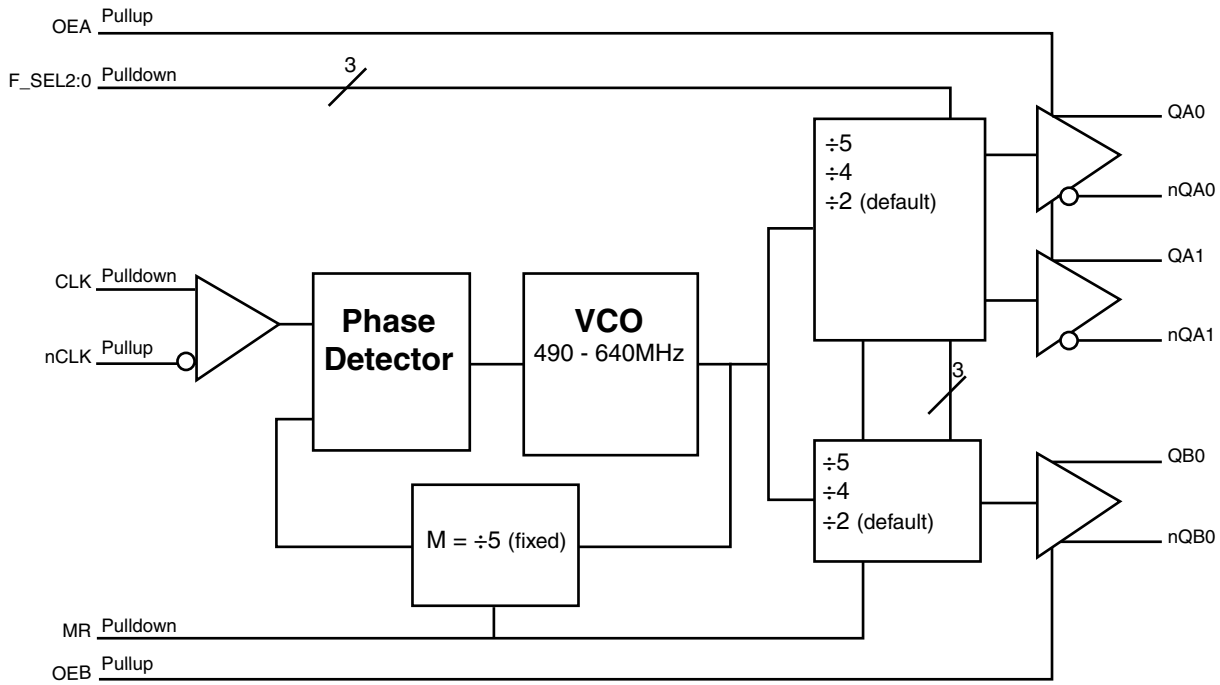 OEA Pullup
F_SEL2:0 Pulldown
3
QA0
÷5
÷4
÷2 (default)
nQA0
QA1
CLK Pulldown
nCLK Pullup
Phase
Detector
VCO
490 - 640MHz
nQA1
3
QB0
÷5
÷4
÷2 (default)
M = ÷5 (fixed)
nQB0
MR Pulldown
OEB Pullup